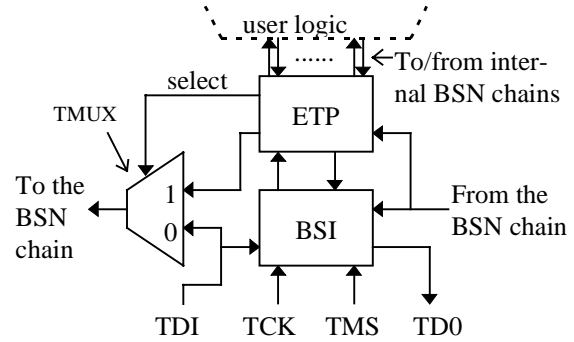 user logic
......
To/from inter-
nal BSN chains
select
ETP
TMUX
To the
BSN
chain
1
0
From the
BSN chain
BSI
TDI
TCK
TMS
TD0